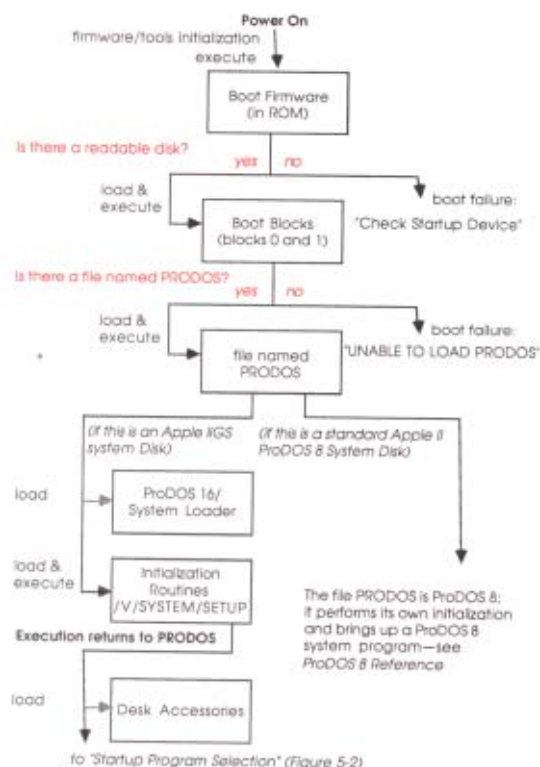 Power On
firmware/tools initialization
execute
Boot Firmware
(in ROM)
Is there a readable disk?
yes no
load &
execute
boot failure:
"Check Startup Device"
Boot Blocks
(blocks 0 and 1)
Is there a file named PRODOS?
yes no
load &
execute
boot failure:
"UNABLE TO LOAD PRODOS"
file named
PRODOS
(if this is an Apple IIGS
system Disk)
(if this is a standard Apple II
ProDOS 8 System Disk)
load
ProDOS 16/
System Loader
load &
execute
Initialization
Routines
/V/SYSTEM/SETUP
The file PRODOS is ProDOS 8;
it performs its own initialization
and brings up a ProDOS 8
system program—see
ProDOS 8 Reference
Execution returns to PRODOS
load
Desk Accessories
to "Startup Program Selection" (Figure 5-2)